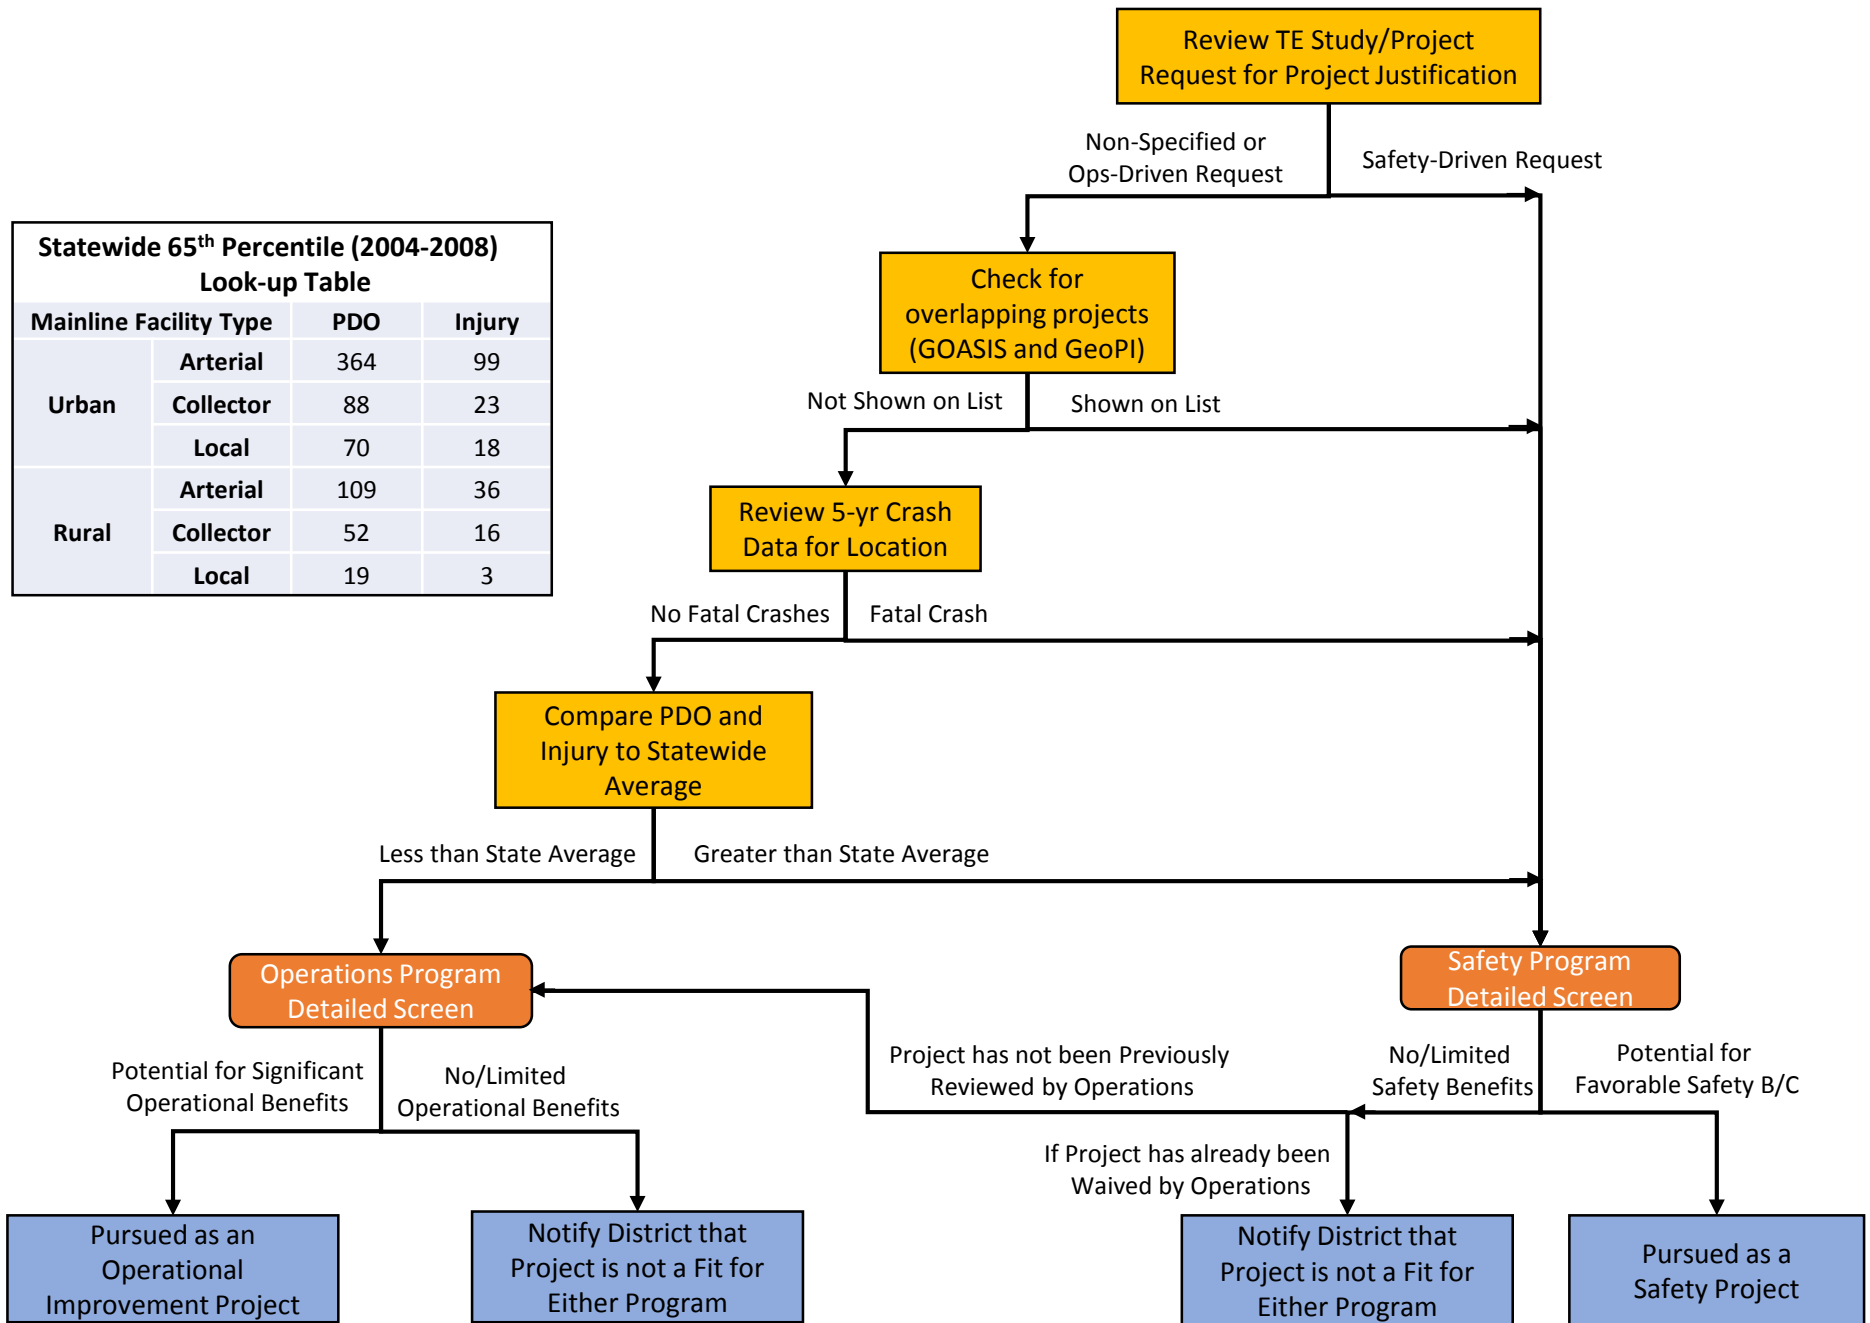 Review TE Study/Project
Request for Project Justification
Non-Specified or
Ops-Driven Request
Safety-Driven Request
Statewide 65th Percentile (2004-2008)
Look-up Table
Mainline Facility Type PDO Injury
Urban
Arterial 364 99
Collector 88 23
Local 70 18
Rural
Arterial 109 36
Collector 52 16
Local 19 3
Check for
overlapping projects
(GOASIS and GeoPI)
Not Shown on List
Shown on List
Review 5-yr Crash
Data for Location
No Fatal Crashes
Fatal Crash
Compare PDO and
Injury to Statewide
Average
Less than State Average
Greater than State Average
Operations Program
Detailed Screen
Safety Program
Detailed Screen
Potential for Significant
Operational Benefits
No/Limited
Operational Benefits
Project has not been Previously
Reviewed by Operations
No/Limited
Safety Benefits
Potential for
Favorable Safety B/C
If Project has already been
Waived by Operations
Pursued as an
Operational
Improvement Project
Notify District that
Project is not a Fit for
Either Program
Notify District that
Project is not a Fit for
Either Program
Pursued as a
Safety Project